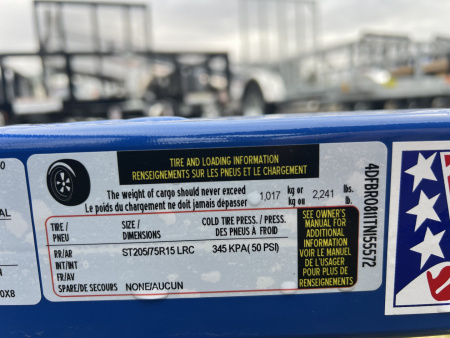 TIRE AND LOADING INFORMATION
RENSEIGNEMENTS SUR LES PNEUS ET LE CHARGEMENT
The weight of cargo should never exceed
Le poids du chargement ne doit jamais dépasser
1,017 kg or kg ou 2,241 lbs. lb.
TIRE / PNEU
SIZE / DIMENSIONS
COLD TIRE PRESS. / PRESS. DES PNEUS À FROID
RR/AR ST205/75R15 LRC 345 KPA( 50 PSI)
INT/INT
FR/AV
SPARE/DE SECOURS NONE/AUCUN
SEE OWNER'S
MANUAL FOR
ADDITIONAL
INFORMATION
VOIR LE MANUEL
DE L'USAGER
POUR PLUS DE
RENSEIGNEMENTS
0X8